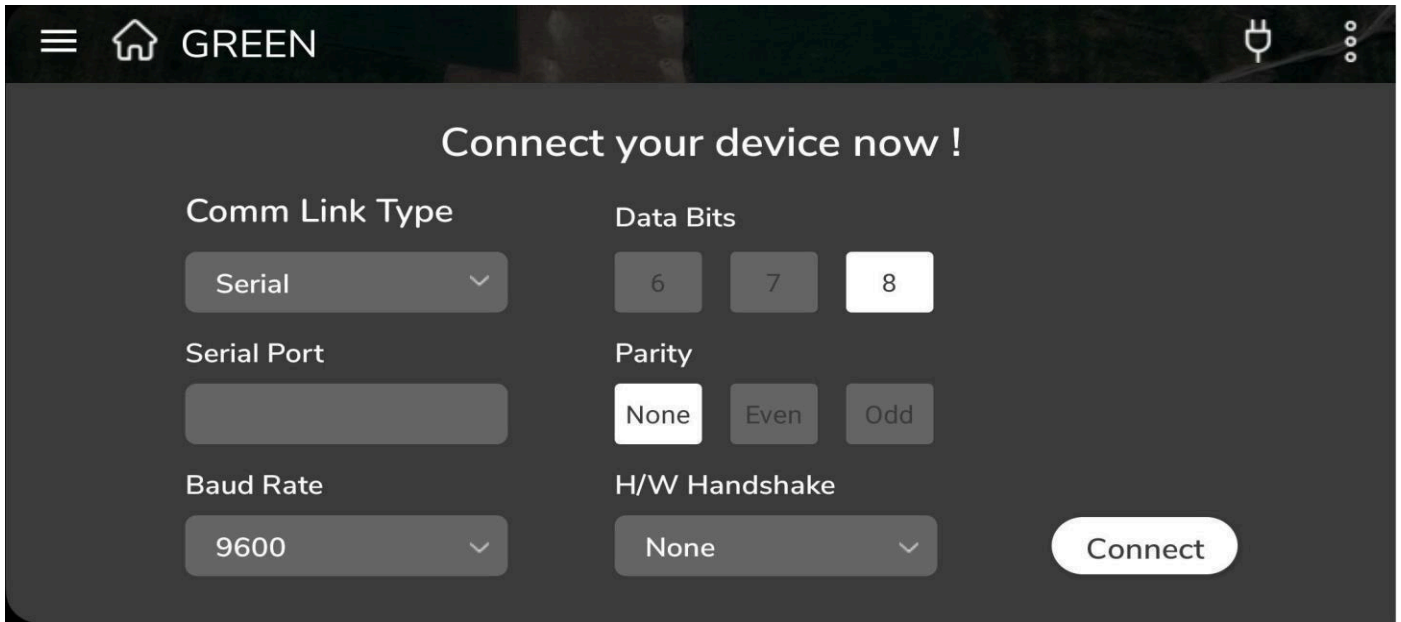 GREEN
Connect your device now !
Comm Link Type
Serial
Serial Port
Baud Rate
9600
Data Bits
6 7 8
Parity
None Even Odd
H/W Handshake
None
Connect